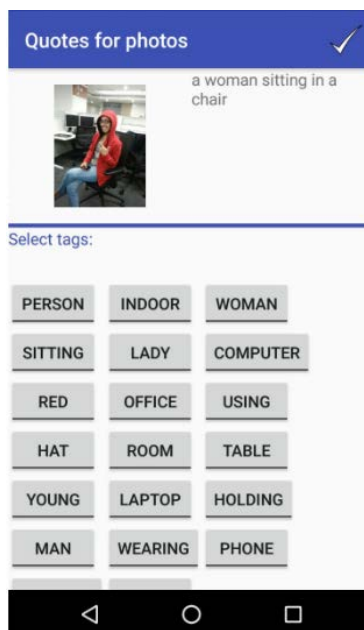 Quotes for photos
a woman sitting in a
chair
Select tags:
PERSON INDOOR WOMAN
SITTING LADY COMPUTER
RED OFFICE USING
HAT ROOM TABLE
YOUNG LAPTOP HOLDING
MAN WEARING PHONE